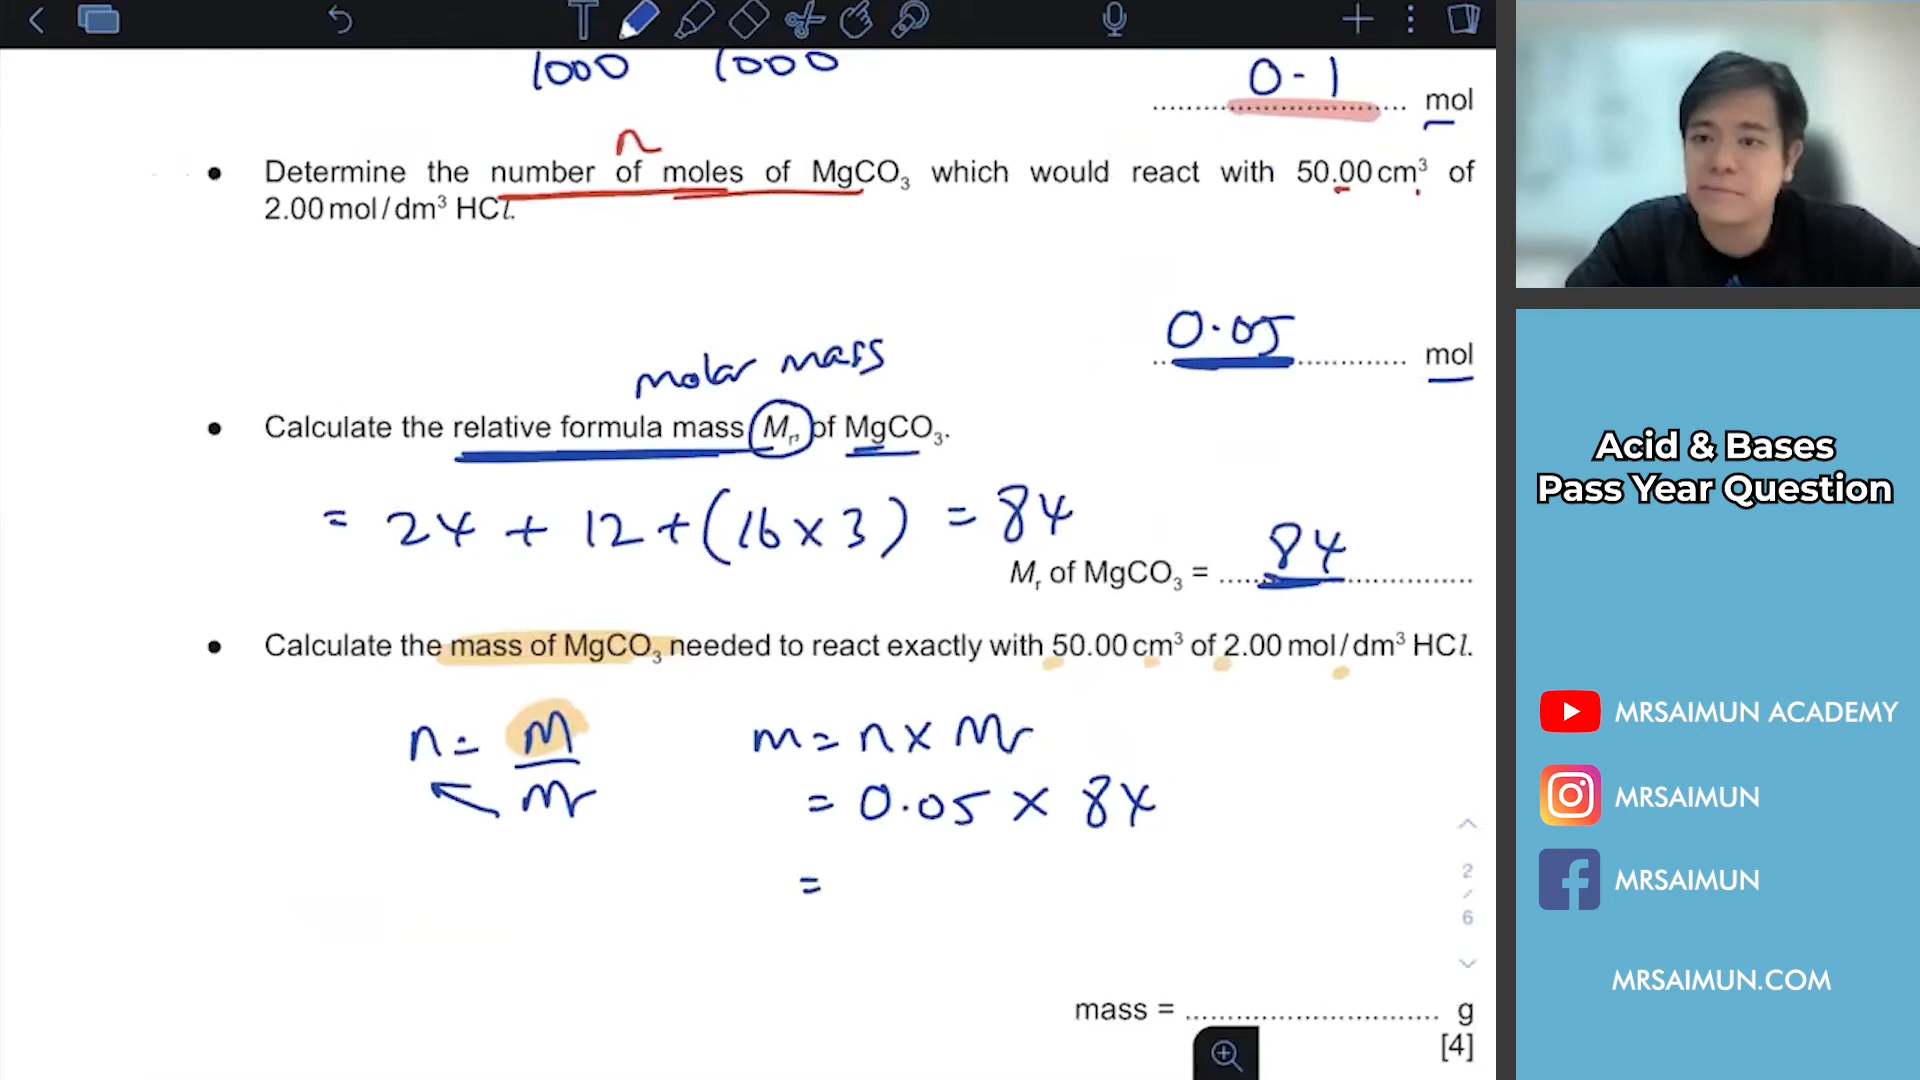 1000 1000
0.1
mol
n
• Determine the number of moles of MgCO₃ which would react with 50.00 cm³ of
2.00 mol/dm³ HCl.
0.05
mol
molar mass
• Calculate the relative formula mass, Mᵣ, of MgCO₃.
= 24 + 12 + (16 × 3) = 84
84
Mᵣ of MgCO₃ =
• Calculate the mass of MgCO₃ needed to react exactly with 50.00 cm³ of 2.00 mol/dm³ HCl.
n = m / Mr
m = n × Mr
= 0.05 × 84
=
2
/
6
mass = g
[4]
Acid & Bases
Pass Year Question
MRSAIMUN ACADEMY
MRSAIMUN
MRSAIMUN
MRSAIMUN.COM